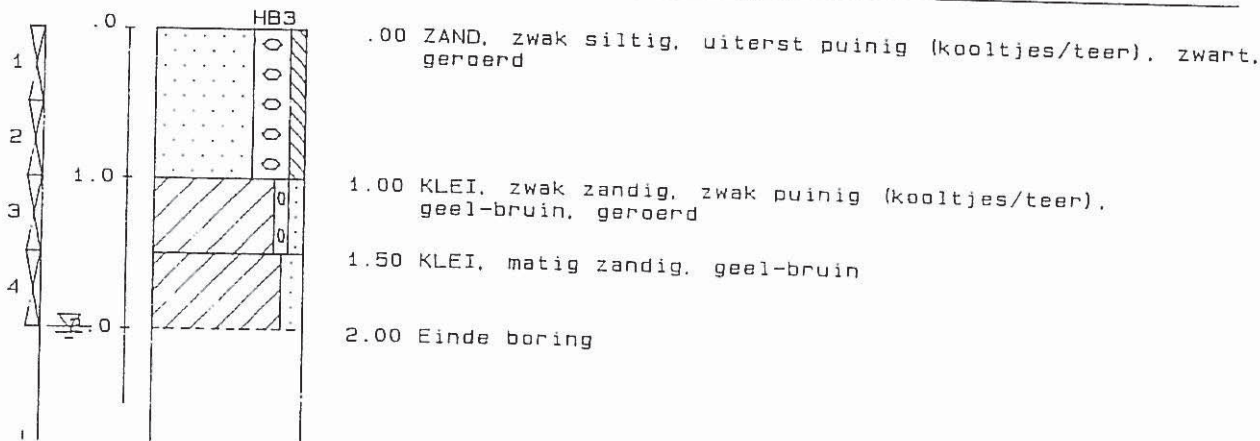 HB3
.0
.00 ZAND, zwak siltig, uiterst puinig (kooltjes/teer), zwart,
geroerd
1
2
1.0
1.00 KLEI, zwak zandig, zwak puinig (kooltjes/teer),
geel-bruin, geroerd
3
1.50 KLEI, matig zandig, geel-bruin
4
.0
2.00 Einde boring